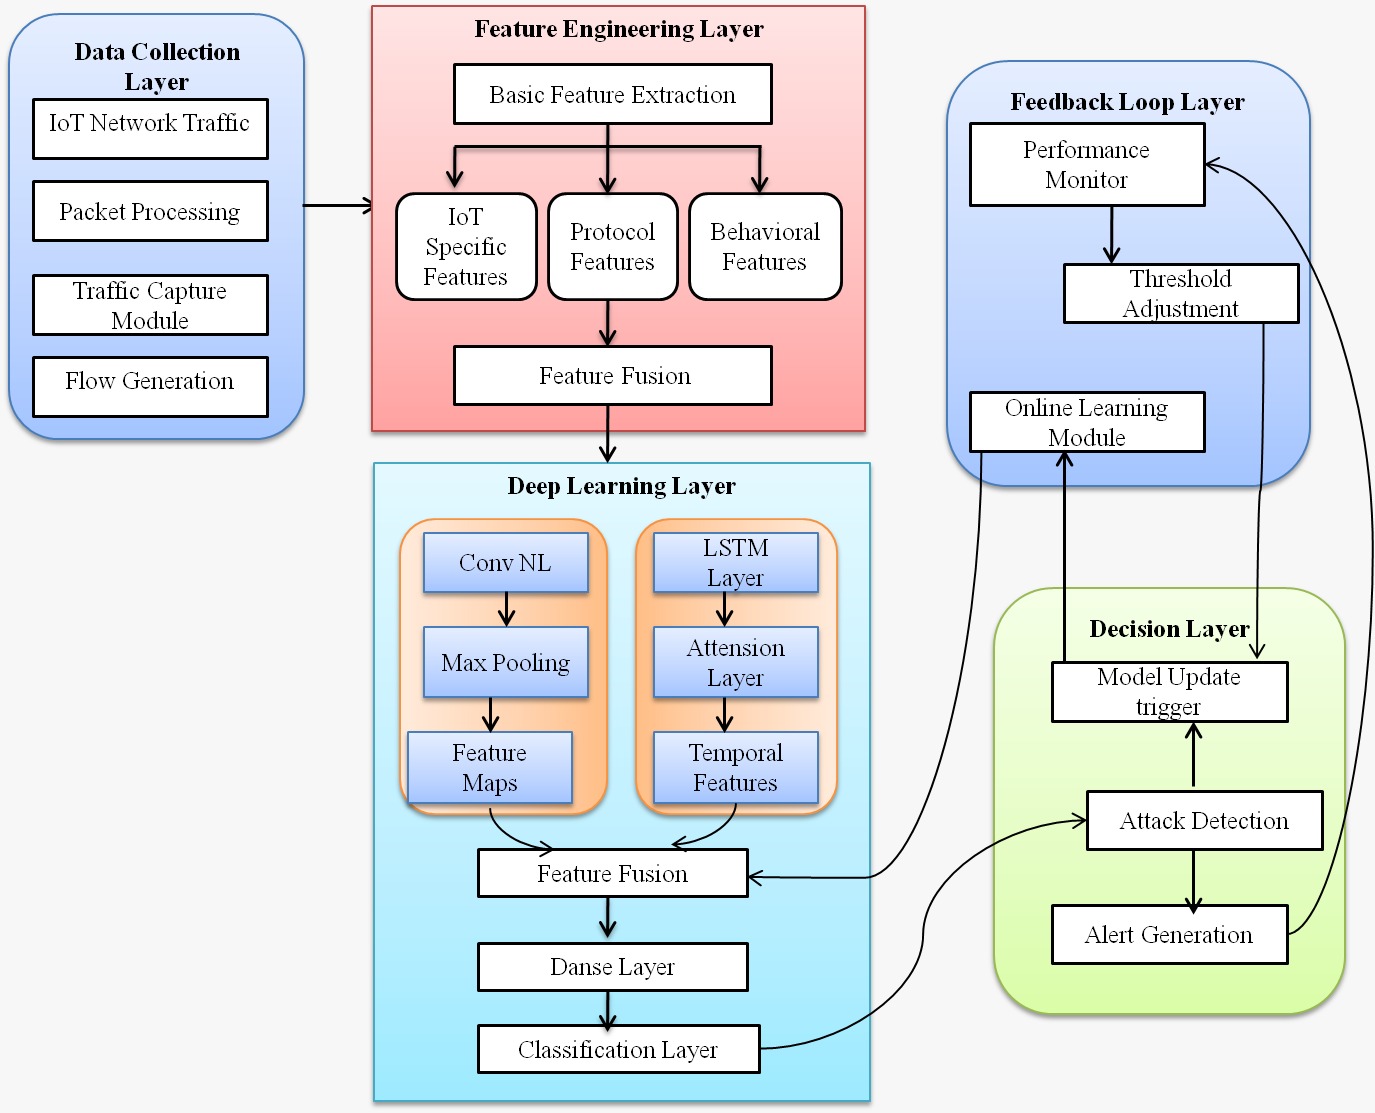 Data Collection
Layer
IoT Network Traffic
Packet Processing
Traffic Capture
Module
Flow Generation
Feature Engineering Layer
Basic Feature Extraction
IoT
Specific
Features
Protocol
Features
Behavioral
Features
Feature Fusion
Deep Learning Layer
Conv NL
Max Pooling
Feature
Maps
LSTM
Layer
Attension
Layer
Temporal
Features
Feature Fusion
Danse Layer
Classification Layer
Feedback Loop Layer
Performance
Monitor
Threshold
Adjustment
Online Learning
Module
Decision Layer
Model Update
trigger
Attack Detection
Alert Generation